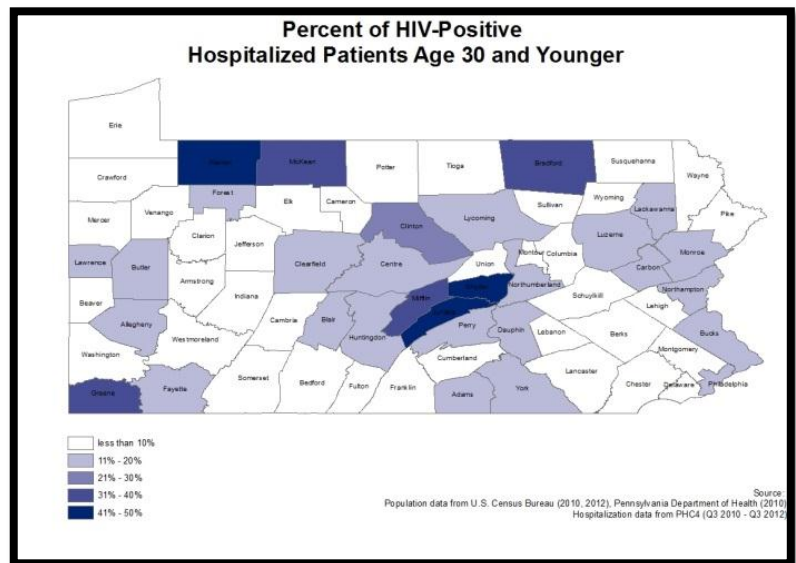 Percent of HIV-Positive
Hospitalized Patients Age 30 and Younger
Erie
Crawford
Warren
McKean
Potter
Tioga
Bradford
Susquehanna
Wayne
Forest
Elk
Cameron
Sullivan
Wyoming
Lackawanna
Pike
Mercer
Venango
Clarion
Jefferson
Clinton
Lycoming
Luzerne
Monroe
Lawrence
Butler
Clearfield
Centre
Union
Montour
Columbia
Carbon
Armstrong
Indiana
Mifflin
Snyder
Northumberland
Schuylkill
Northampton
Beaver
Allegheny
Cambria
Blair
Huntingdon
Juniata
Perry
Dauphin
Lebanon
Berks
Lehigh
Bucks
Westmoreland
Cumberland
Montgomery
Washington
Somerset
Bedford
Fulton
Franklin
Lancaster
Chester
Delaware
Philadelphia
Greene
Fayette
Adams
York
less than 10%
11% - 20%
21% - 30%
31% - 40%
41% - 50%
Source:
Population data from U.S. Census Bureau (2010, 2012), Pennsylvania Department of Health (2010)
Hospitalization data from PHC4 (Q3 2010 - Q3 2012)